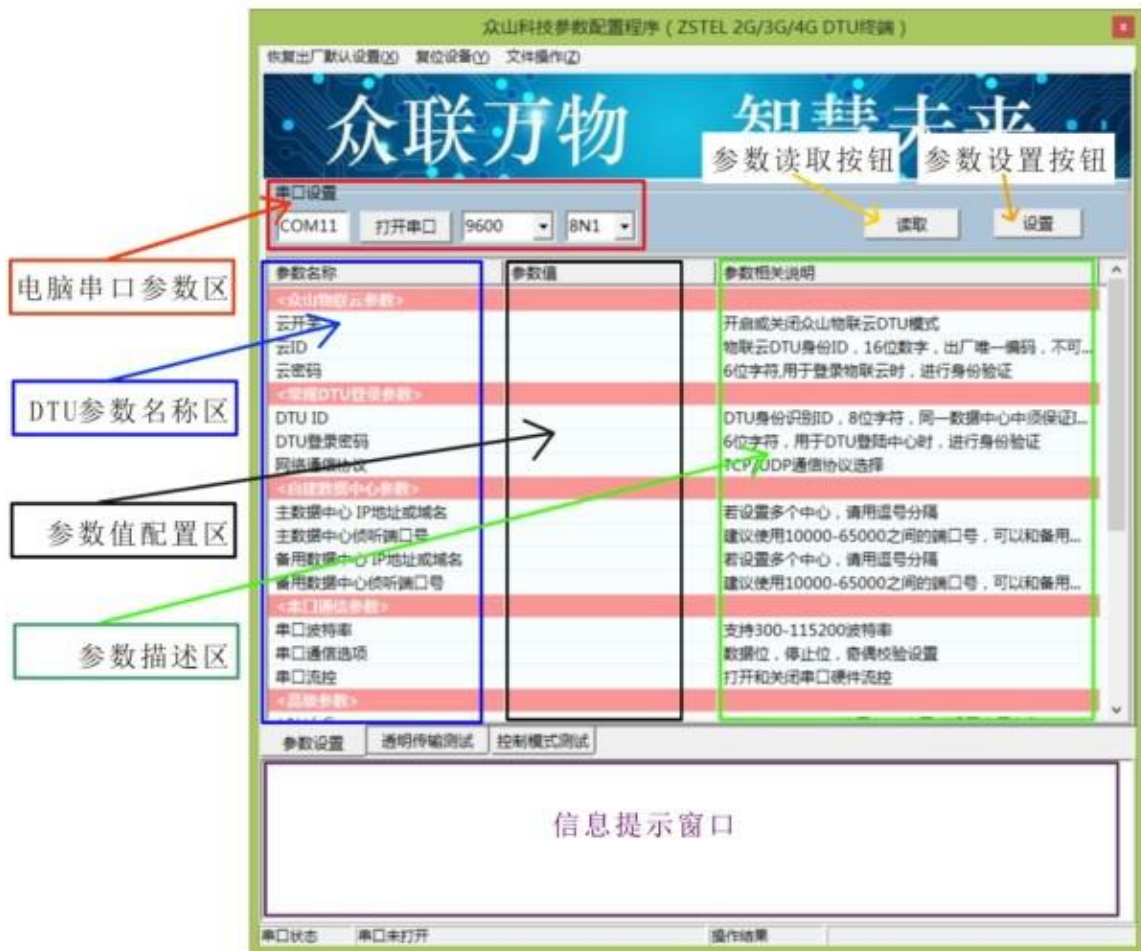 众山科技参数配置程序（ZSTEL 2G/3G/4G DTU终端）
恢复出厂默认设置(X) 复位设备(Y) 文件操作(Z)
众联万物 智慧未来
参数读取按钮 参数设置按钮
串口设置
COM11 打开串口 9600 8N1 读取 设置
电脑串口参数区
参数名称 参数值 参数相关说明
<众山物联云参数>
云开关 开启或关闭众山物联云DTU模式
云ID 物联云DTU身份ID，16位数字，出厂唯一编码，不可...
云密码 6位字符,用于登录物联云时，进行身份验证
DTU参数名称区
<常规DTU登录参数>
DTU ID DTU身份识别ID，8位字符，同一数据中心中须保证I...
DTU登录密码 6位字符，用于DTU登陆中心时，进行身份验证
网络通信协议 TCP/UDP通信协议选择
<自建数据中心参数>
主数据中心 IP地址或域名 若设置多个中心，请用逗号分隔
参数值配置区
主数据中心侦听端口号 建议使用10000-65000之间的端口号，可以和备用...
备用数据中心 IP地址或域名 若设置多个中心，请用逗号分隔
备用数据中心侦听端口号 建议使用10000-65000之间的端口号，可以和备用...
<串口通信参数>
串口波特率 支持300-115200波特率
参数描述区
串口通信选项 数据位，停止位，奇偶校验设置
串口流控 打开和关闭串口硬件流控
<高级参数>
参数设置 透明传输测试 控制模式测试
信息提示窗口
串口状态 串口未打开 操作结果